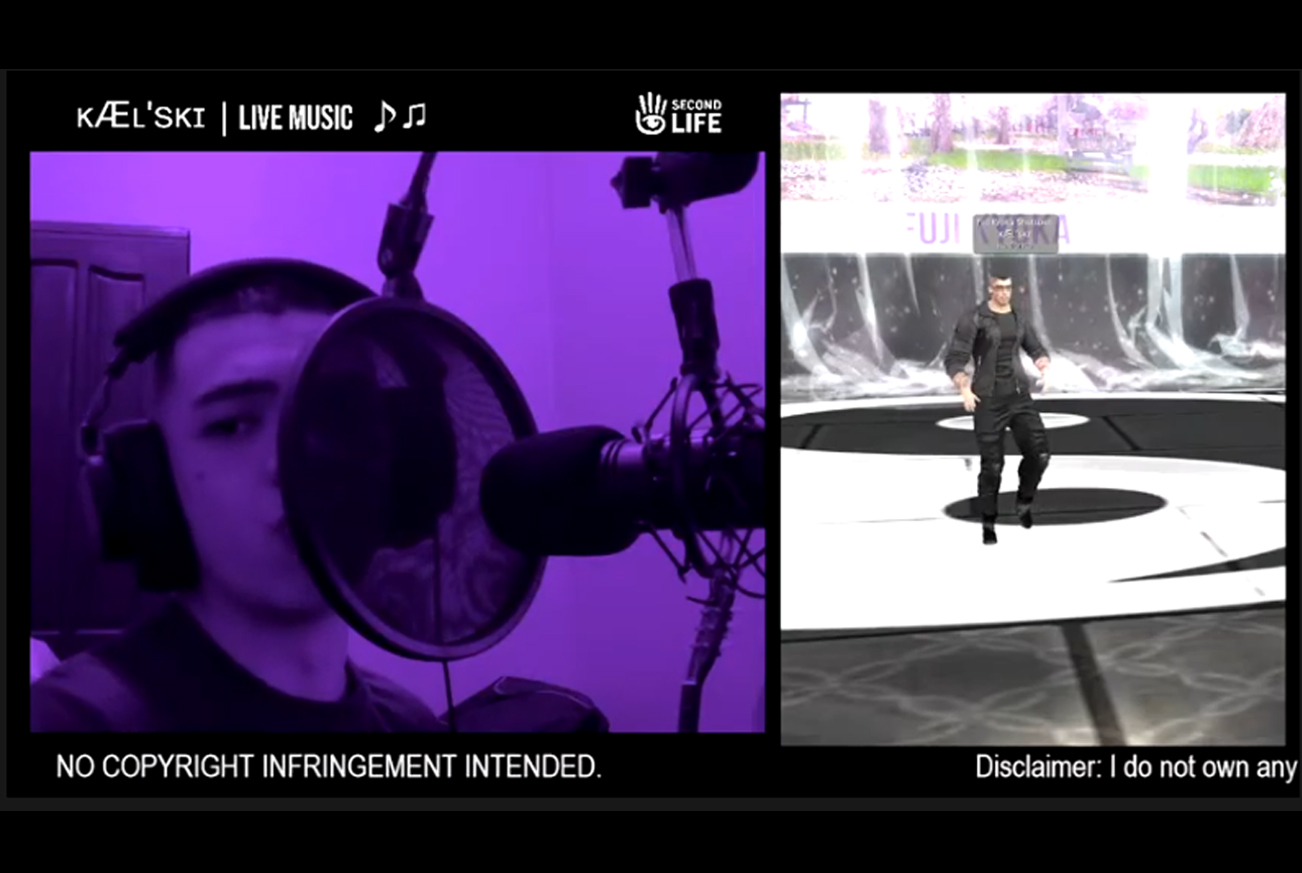 KÆL'SKI | LIVE MUSIC ♪♫
SECOND
LIFE
FUJI
NO COPYRIGHT INFRINGEMENT INTENDED.
Disclaimer: I do not own any